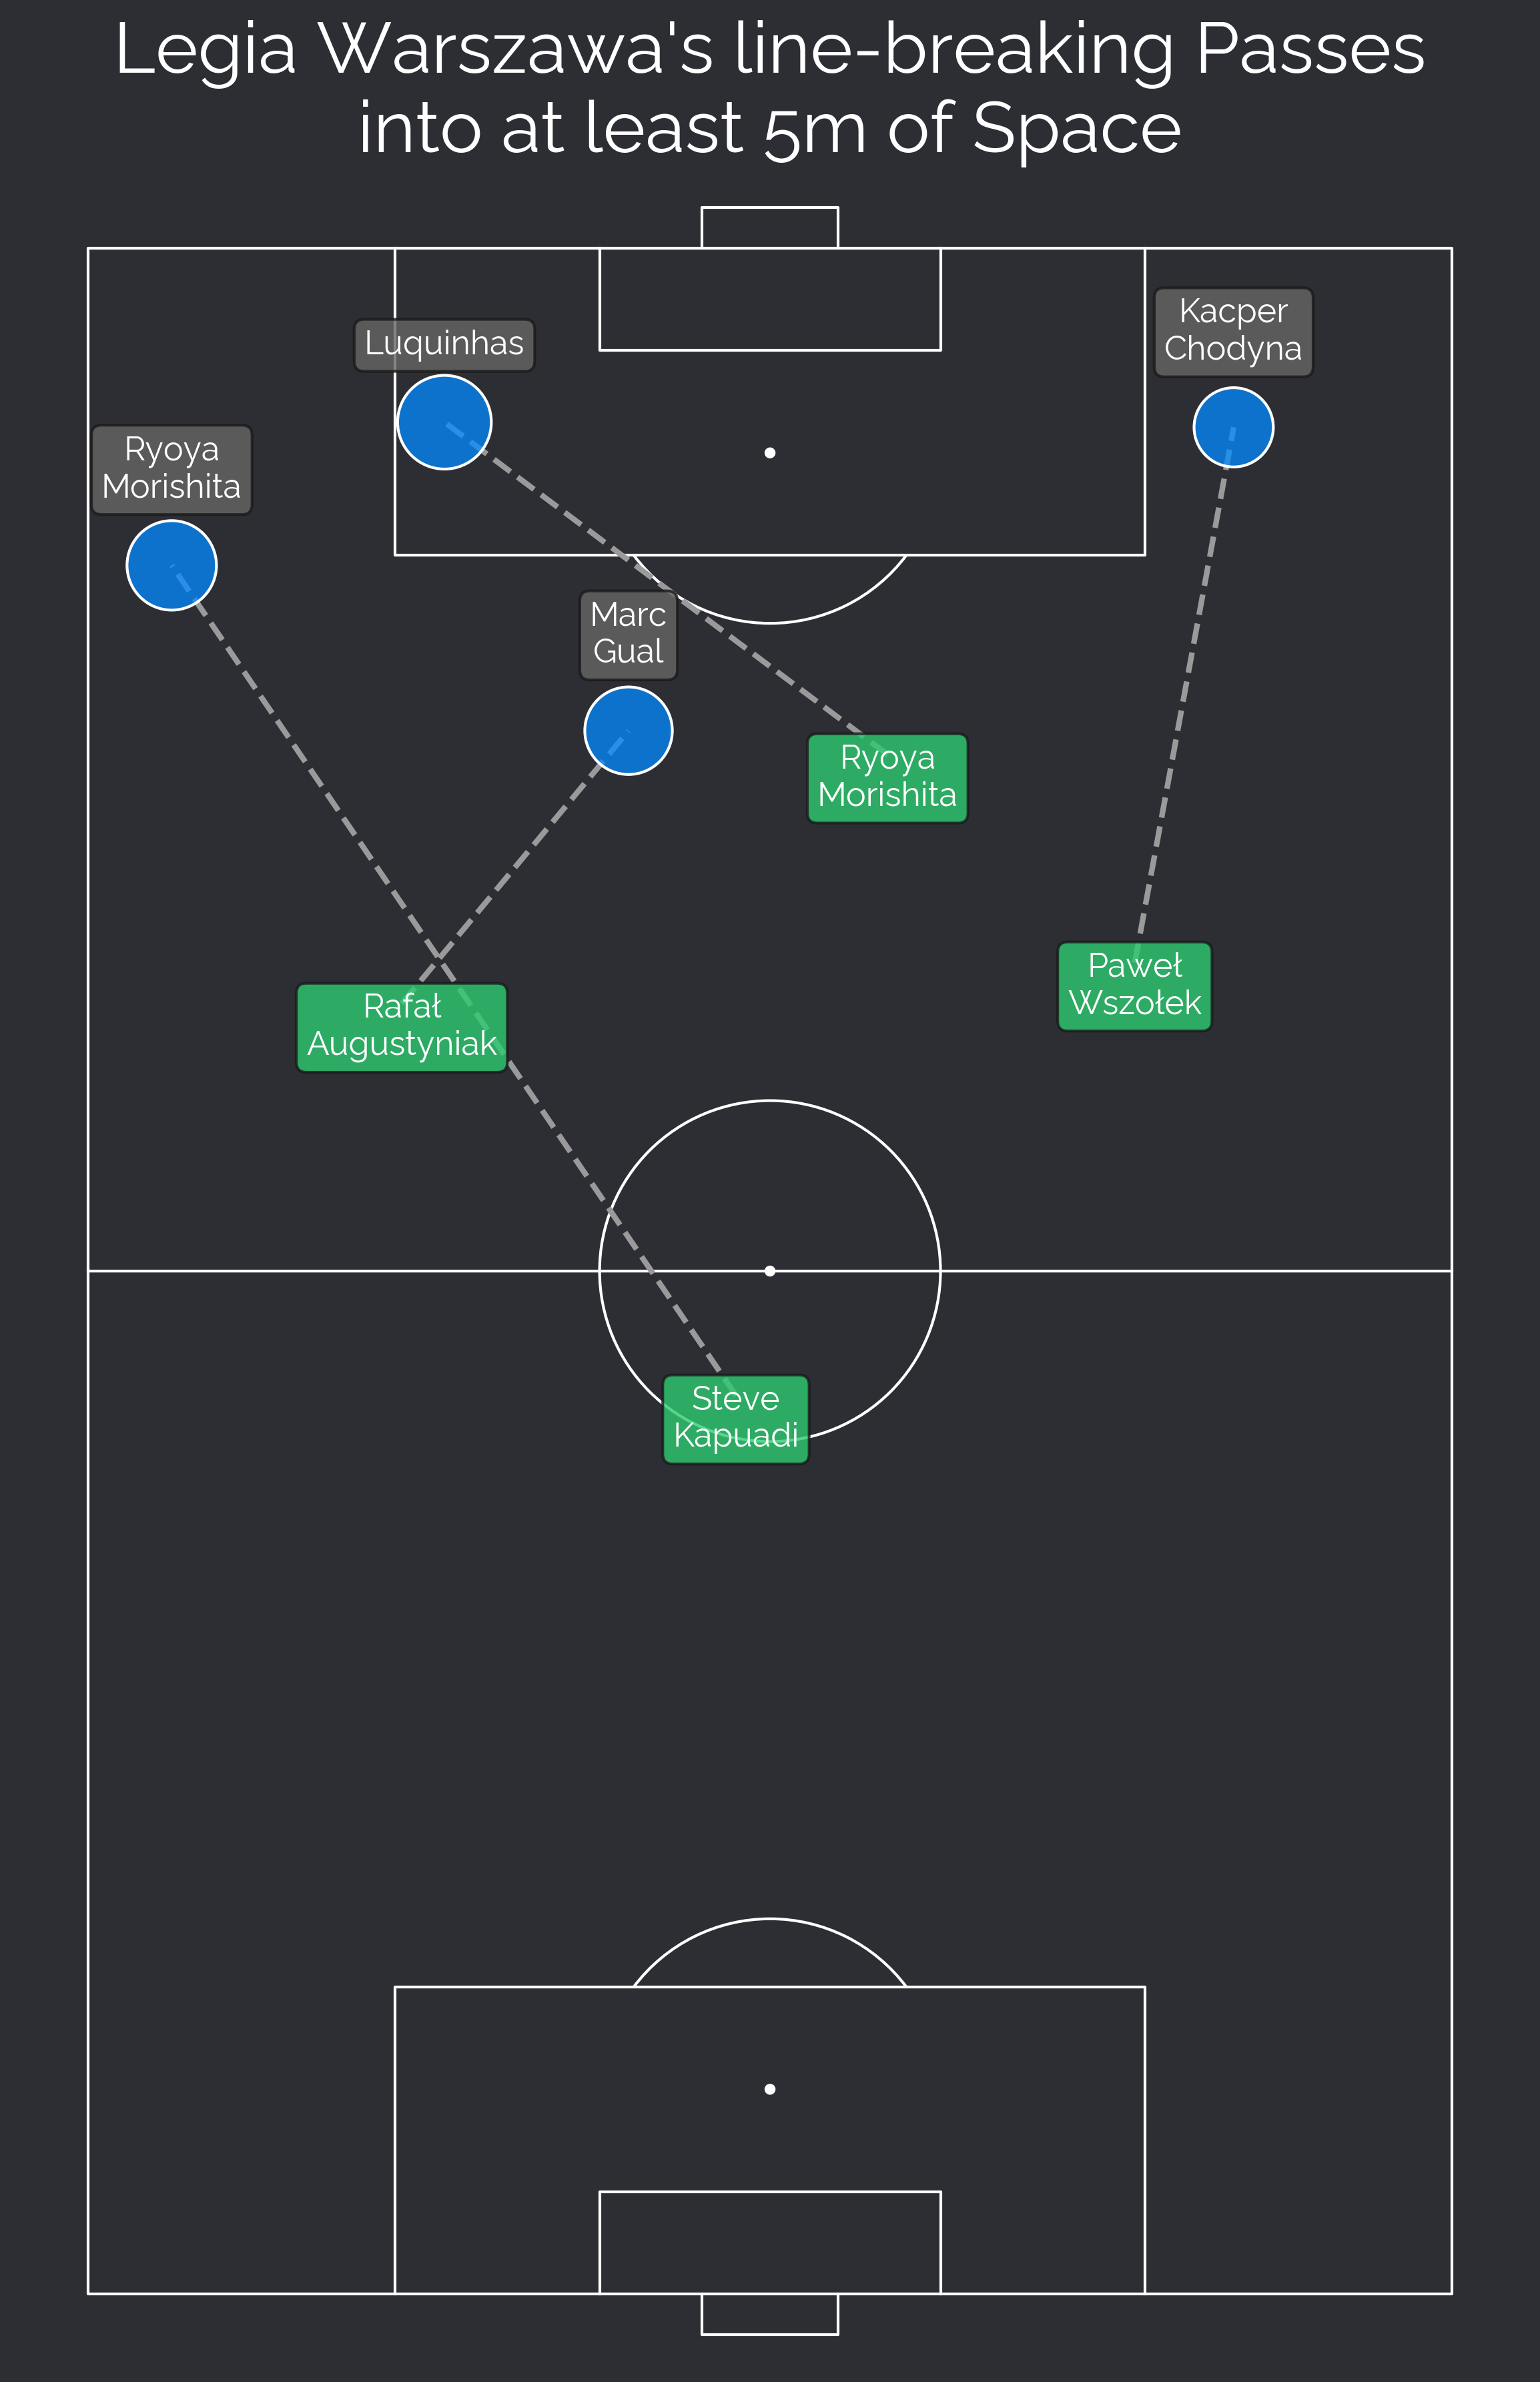 Legia Warszawa's line-breaking Passes
into at least 5m of Space
Kacper
Chodyna
Luquinhas
Ryoya
Morishita
Marc
Gual
Ryoya
Morishita
Paweł
Wszołek
Rafał
Augustyniak
Steve
Kapuadi